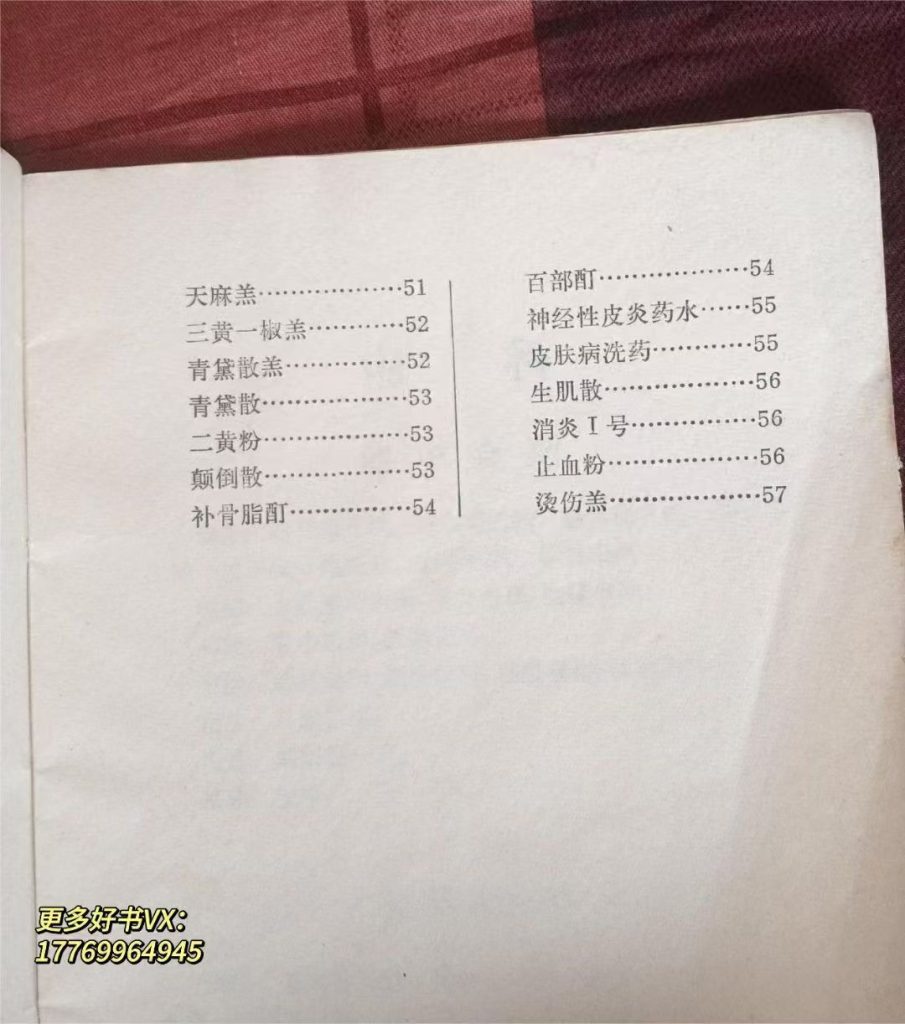 天麻羔………………51
三黄一椒羔…………52
青黛散羔……………52
青黛散………………53
二黄粉………………53
颠倒散………………53
补骨脂酊……………54
百部酊………………54
神经性皮炎药水……55
皮肤病洗药…………55
生肌散………………56
消炎Ⅰ号……………56
止血粉………………56
烫伤羔………………57
更多好书VX:
17769964945